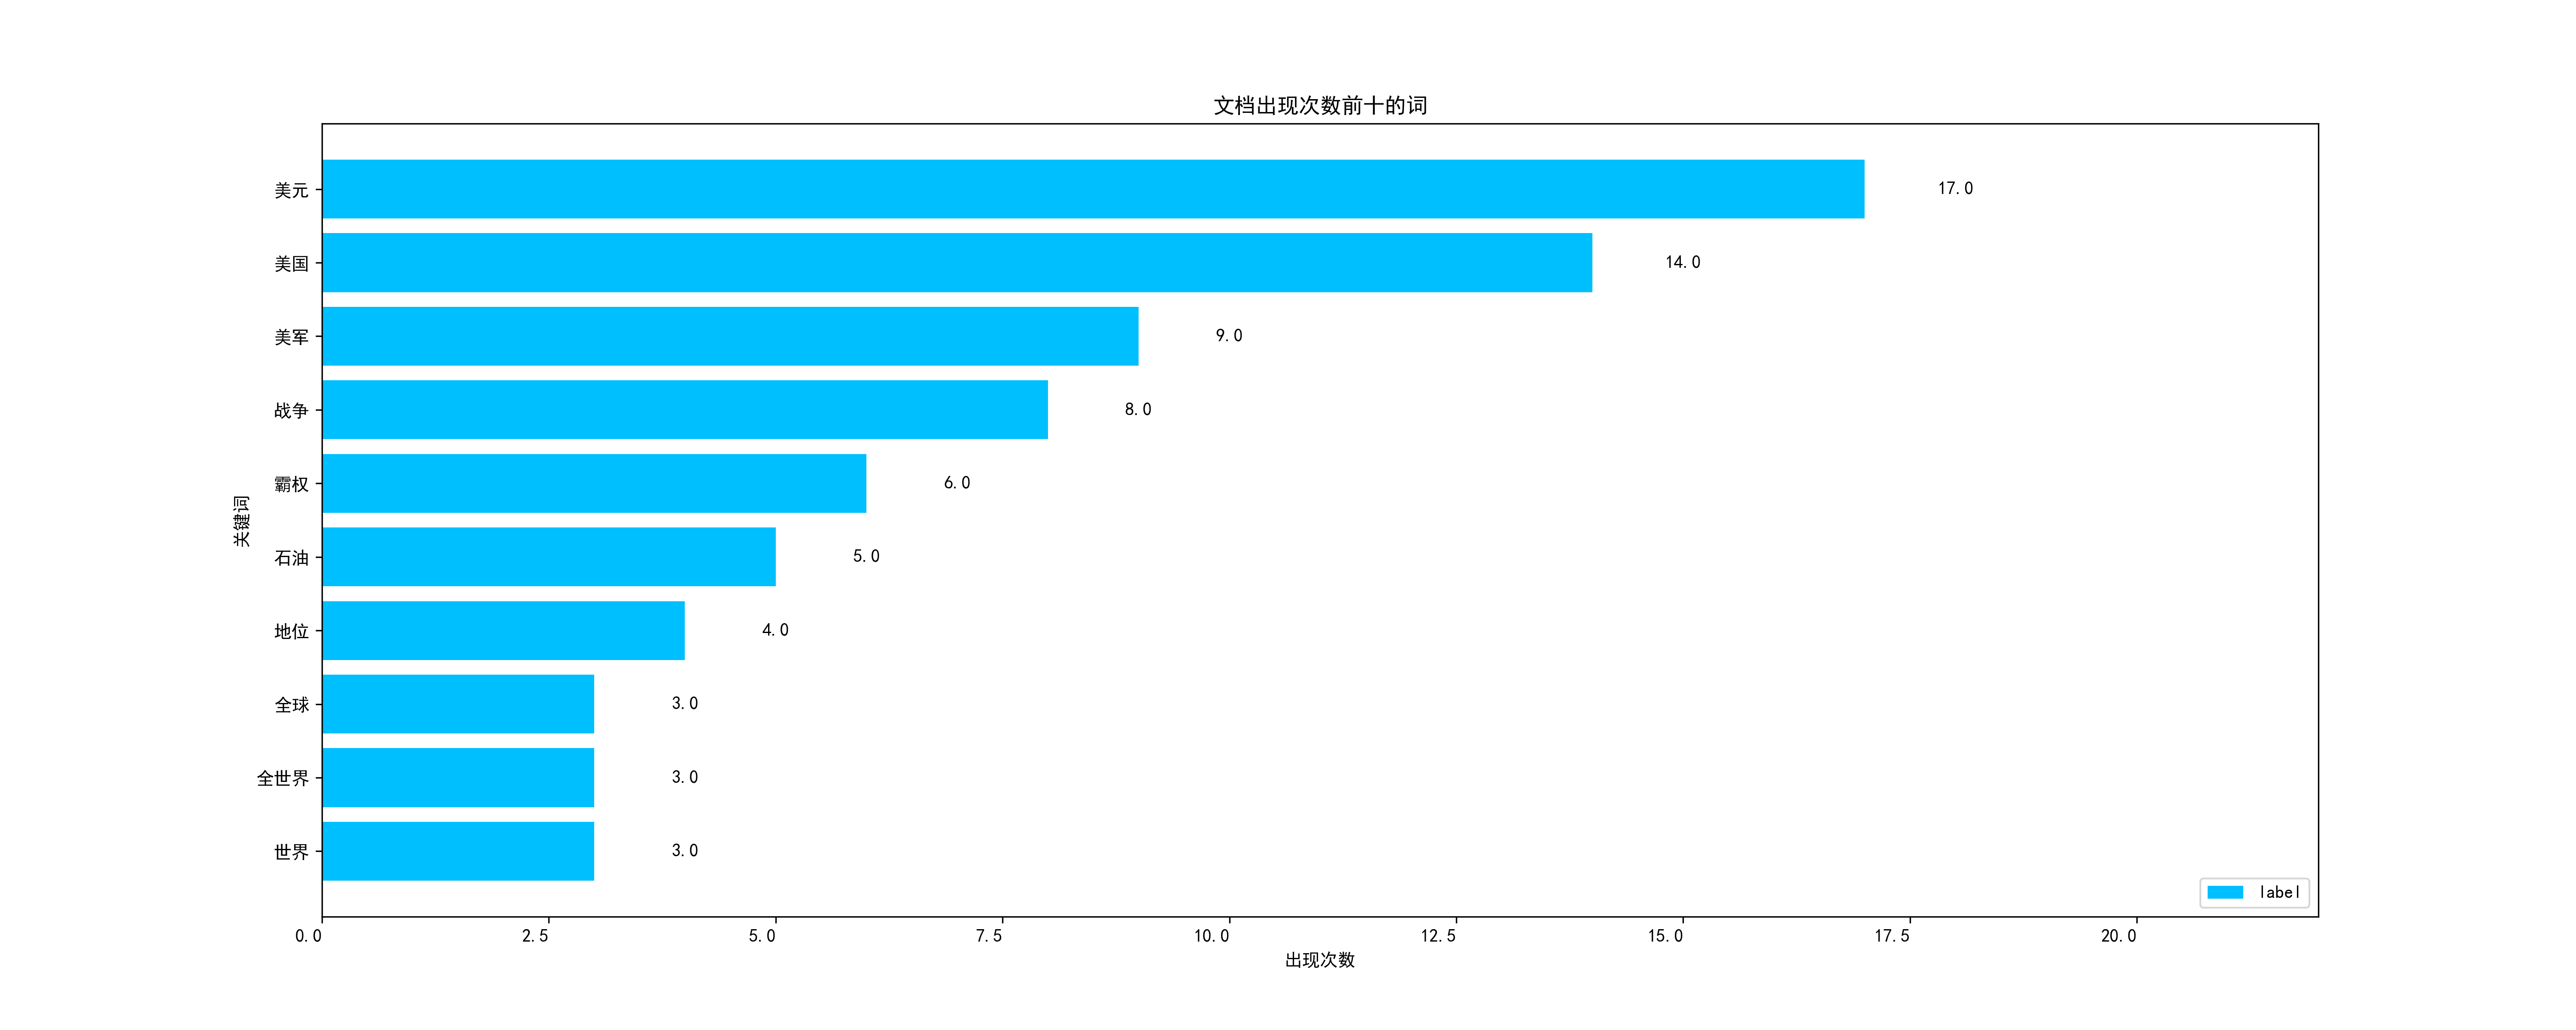 文档出现次数前十的词
美元 17.0
美国 14.0
美军 9.0
战争 8.0
霸权 6.0
关键词
石油 5.0
地位 4.0
全球 3.0
全世界 3.0
世界 3.0
label
0.0 2.5 5.0 7.5 10.0 12.5 15.0 17.5 20.0
出现次数